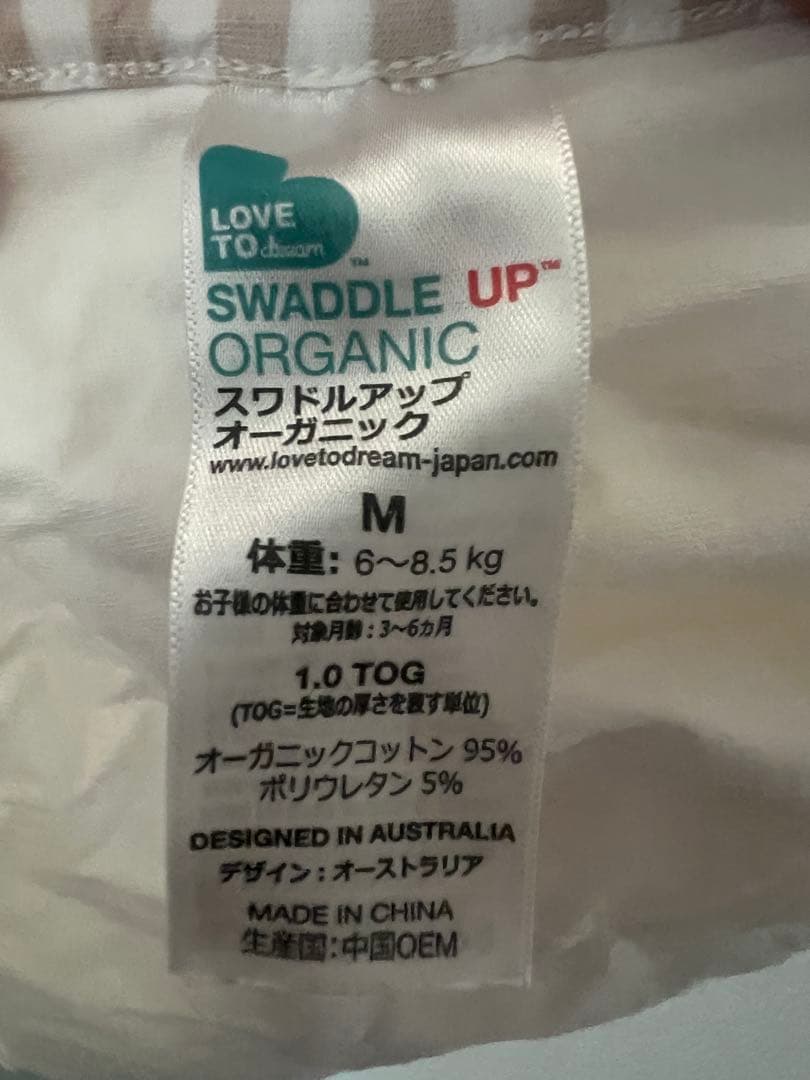 LOVE
TO dream™
SWADDLE UP™
ORGANIC
スワドルアップ
オーガニック
www.lovetodream-japan.com
M
体重: 6～8.5 kg
お子様の体重に合わせて使用してください。
対象月齢：3～6カ月
1.0 TOG
(TOG=生地の厚さを表す単位)
オーガニックコットン 95%
ポリウレタン 5%
DESIGNED IN AUSTRALIA
デザイン：オーストラリア
MADE IN CHINA
生産国:中国OEM